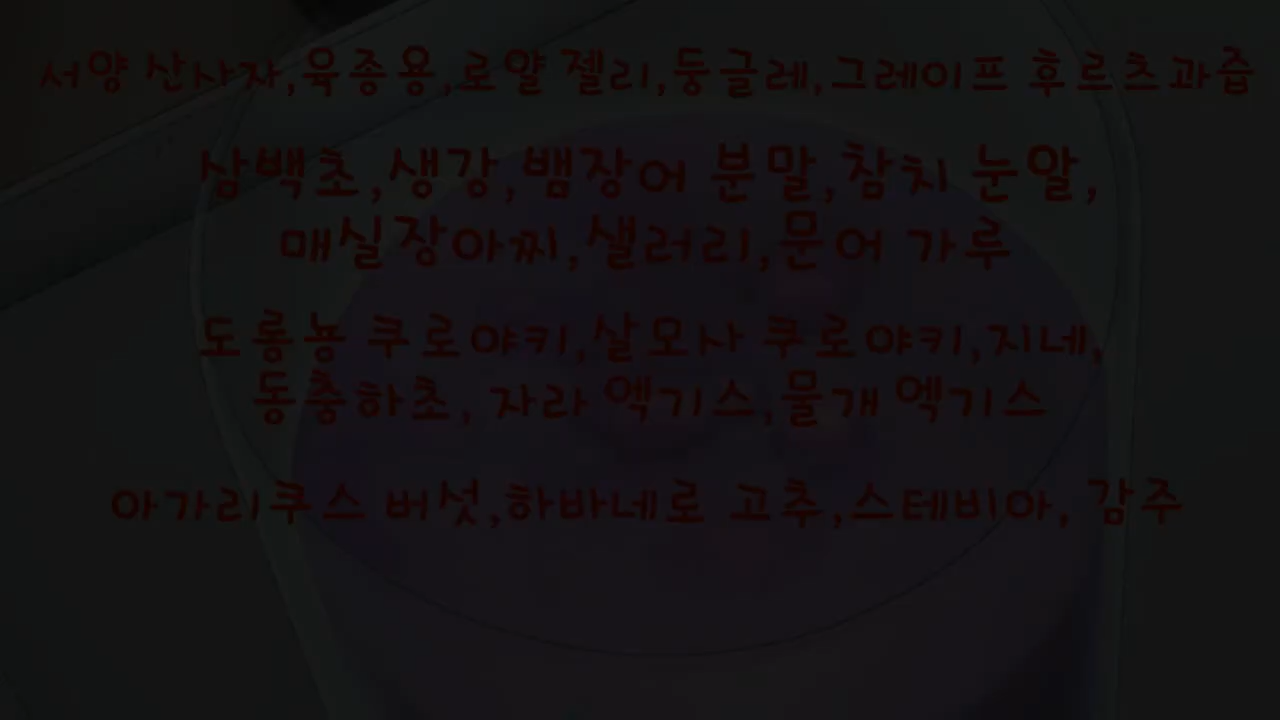 서양 산사자,육종용,로얄 젤리,둥글레,그레이프 후르츠과즙
삼백초,생강,뱀장어 분말,참치 눈알,
매실장아찌,샐러리,문어 가루
도롱뇽 쿠로야키,살모사 쿠로야키,지네,
동충하초, 자라 엑기스,물개 엑기스
아가리쿠스 버섯,하바네로 고추,스테비아, 감주